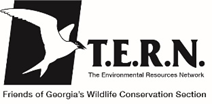 T.E.R.N.
The Environmental Resources Network
Friends of Georgia's Wildlife Conservation Section